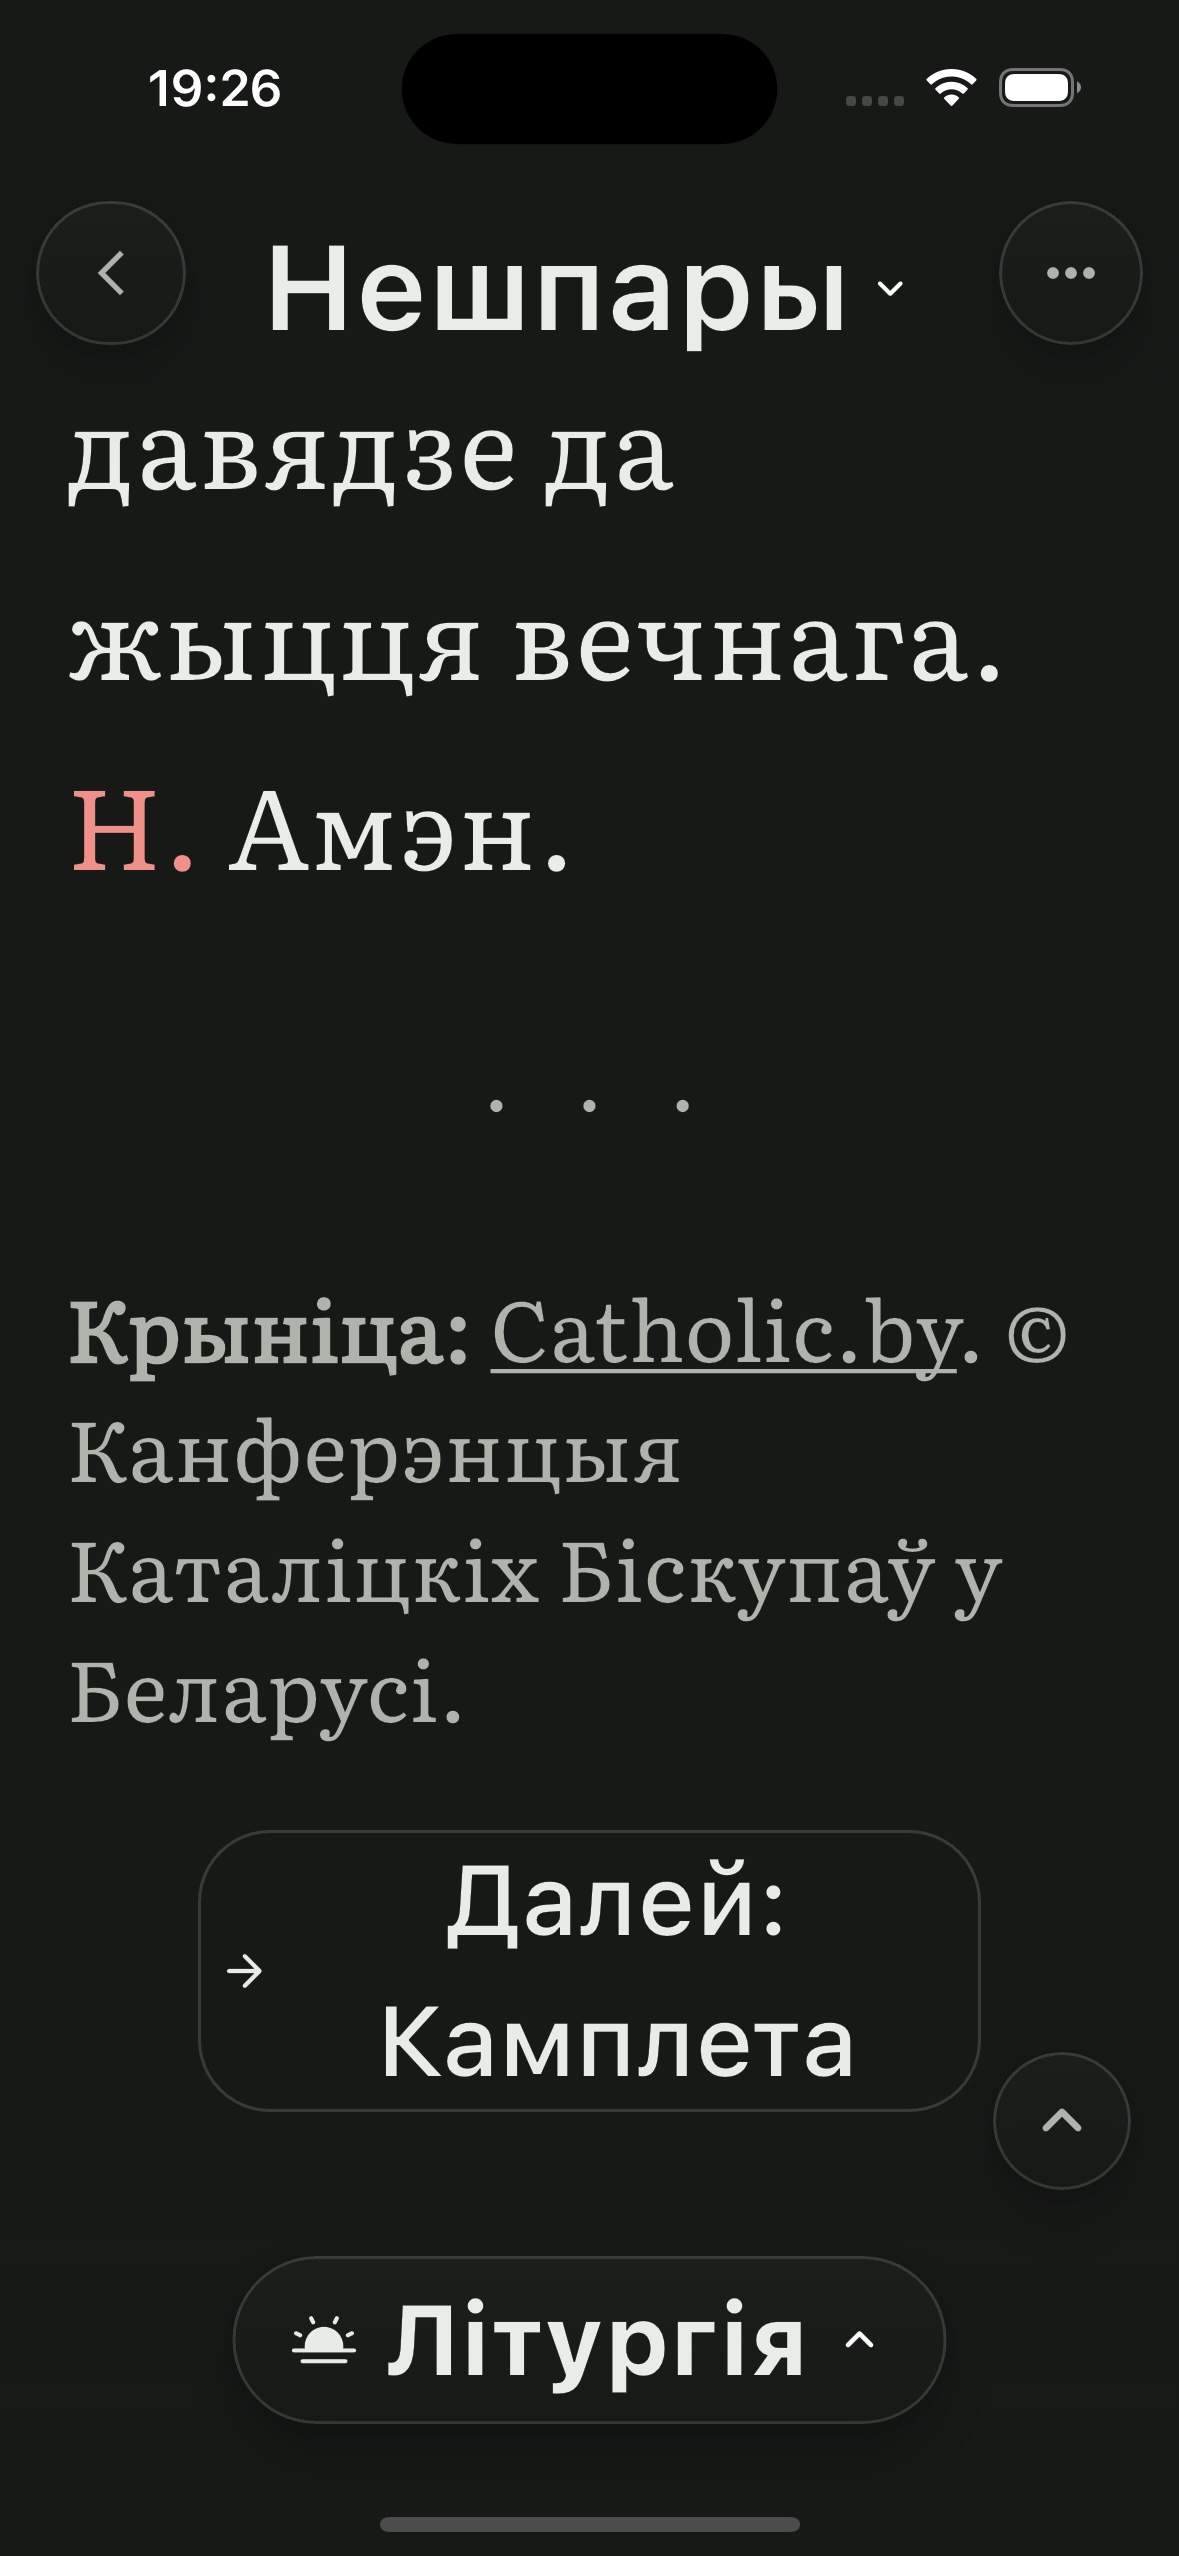 19:26
Нешпары
давядзе да
жыцця вечнага.
Н. Амэн.
. . .
Крыніца: Catholic.by. ©
Канферэнцыя
Каталіцкіх Біскупаў у
Беларусі.
Далей:
Камплета
Літургія